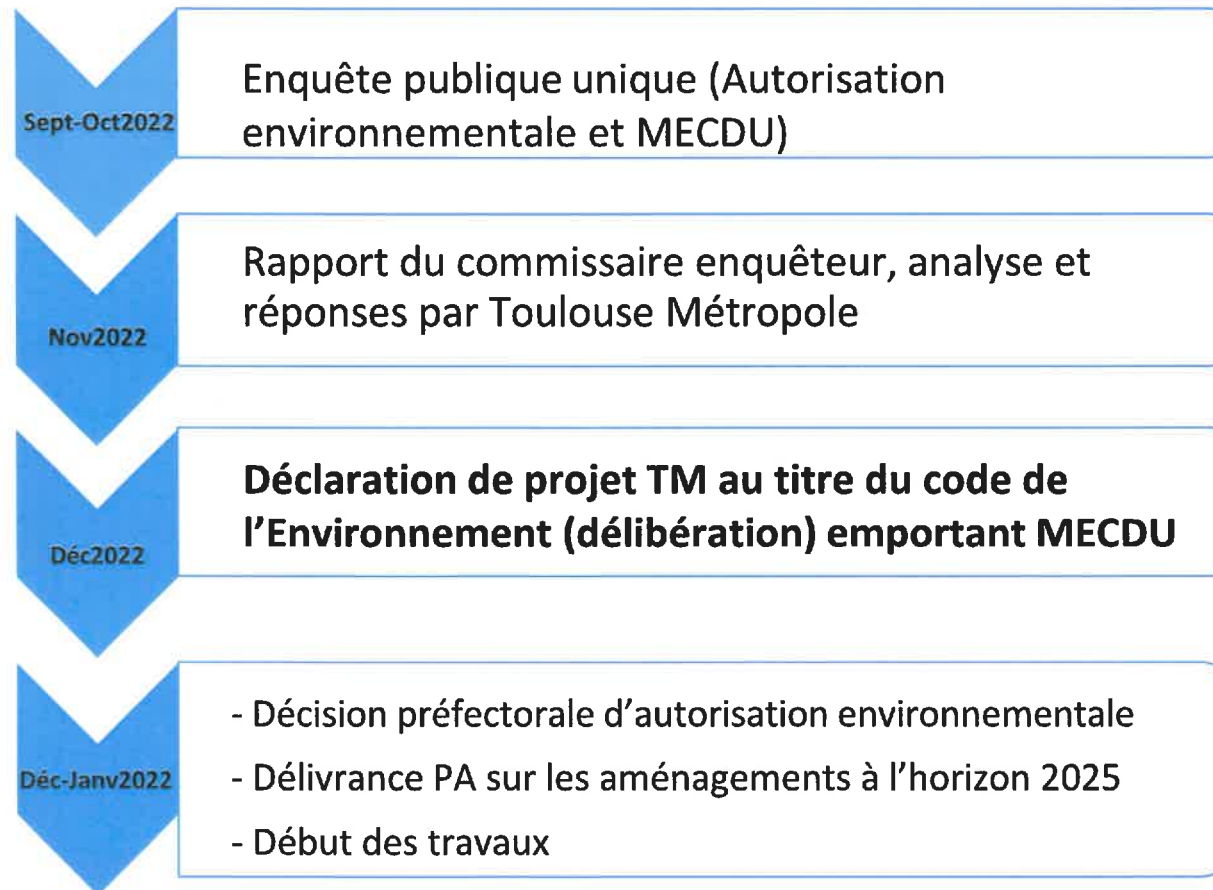 Sept-Oct2022
Enquête publique unique (Autorisation
environnementale et MECDU)
Nov2022
Rapport du commissaire enquêteur, analyse et
réponses par Toulouse Métropole
Déc2022
Déclaration de projet TM au titre du code de
l'Environnement (délibération) emportant MECDU
Déc-Janv2022
- Décision préfectorale d'autorisation environnementale
- Délivrance PA sur les aménagements à l'horizon 2025
- Début des travaux